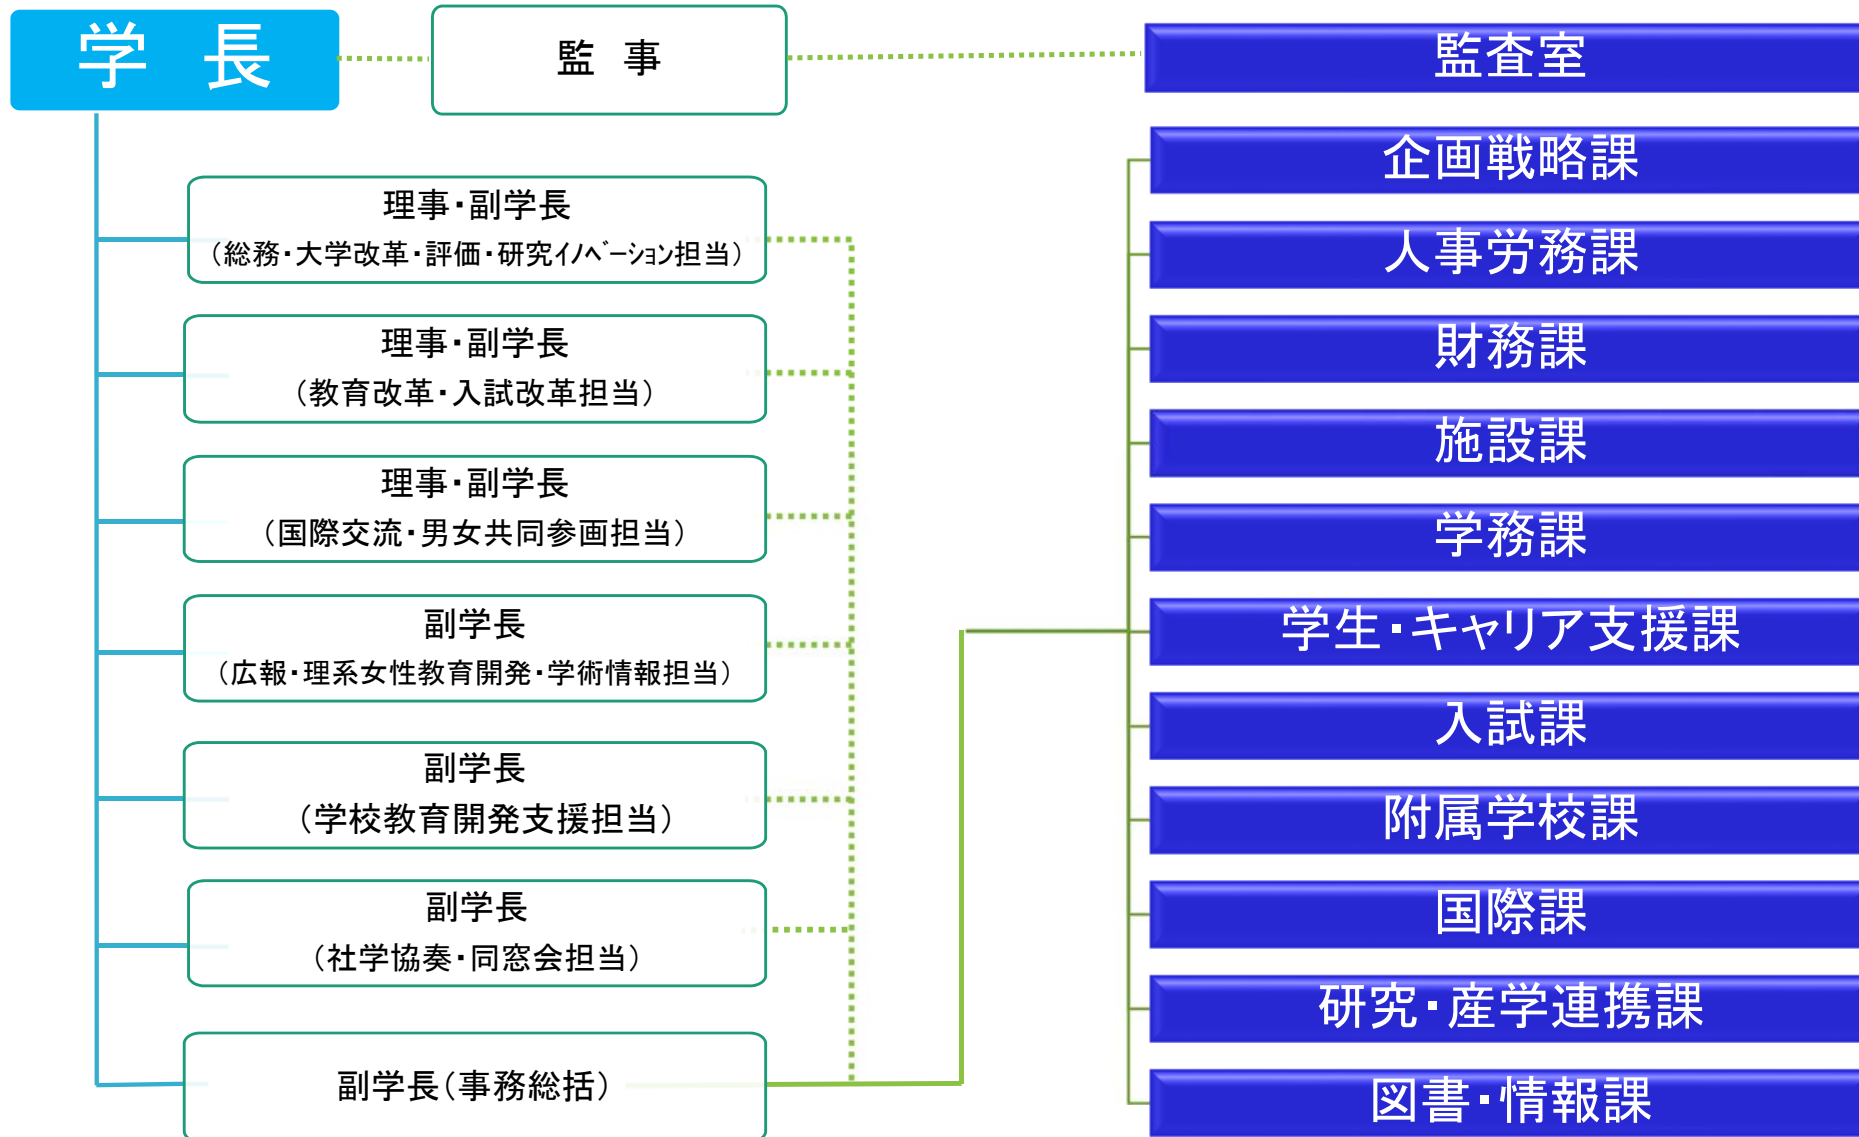 学　長
監　事
監査室
理事・副学長
（総務・大学改革・評価・研究ｲﾉﾍﾞｰｼｮﾝ担当）
理事・副学長
（教育改革・入試改革担当）
理事・副学長
（国際交流・男女共同参画担当）
副学長
（広報・理系女性教育開発・学術情報担当）
副学長
（学校教育開発支援担当）
副学長
（社学協奏・同窓会担当）
副学長（事務総括）
企画戦略課
人事労務課
財務課
施設課
学務課
学生・キャリア支援課
入試課
附属学校課
国際課
研究・産学連携課
図書・情報課